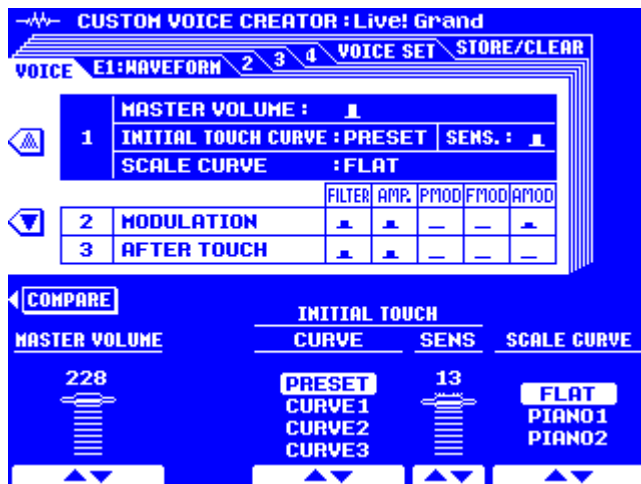 CUSTOM VOICE CREATOR : Live! Grand
VOICE E1:WAVEFORM 2 3 4 VOICE SET STORE/CLEAR
1
MASTER VOLUME :
INITIAL TOUCH CURVE : PRESET SENS. :
SCALE CURVE : FLAT
FILTER AMP. PMOD FMOD AMOD
2 MODULATION
3 AFTER TOUCH
COMPARE
INITIAL TOUCH
MASTER VOLUME CURVE SENS SCALE CURVE
228 PRESET 13 FLAT
CURVE1 PIANO1
CURVE2 PIANO2
CURVE3